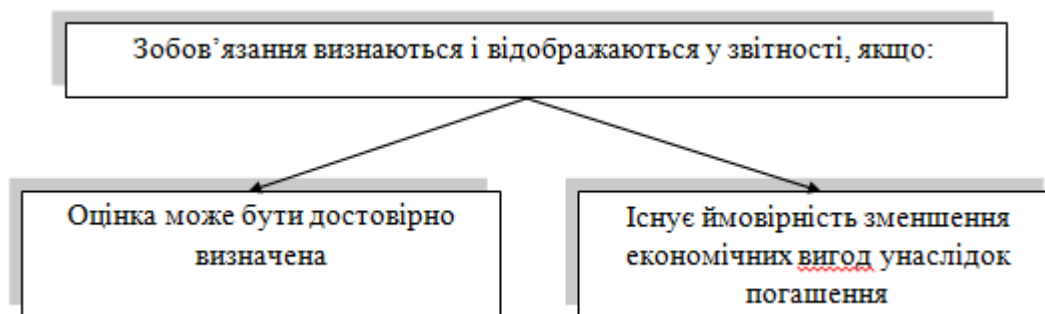 Зобов’язання визнаються і відображаються у звітності, якщо:
Оцінка може бути достовірно
визначена
Існує ймовірність зменшення
економічних вигод унаслідок
погашення